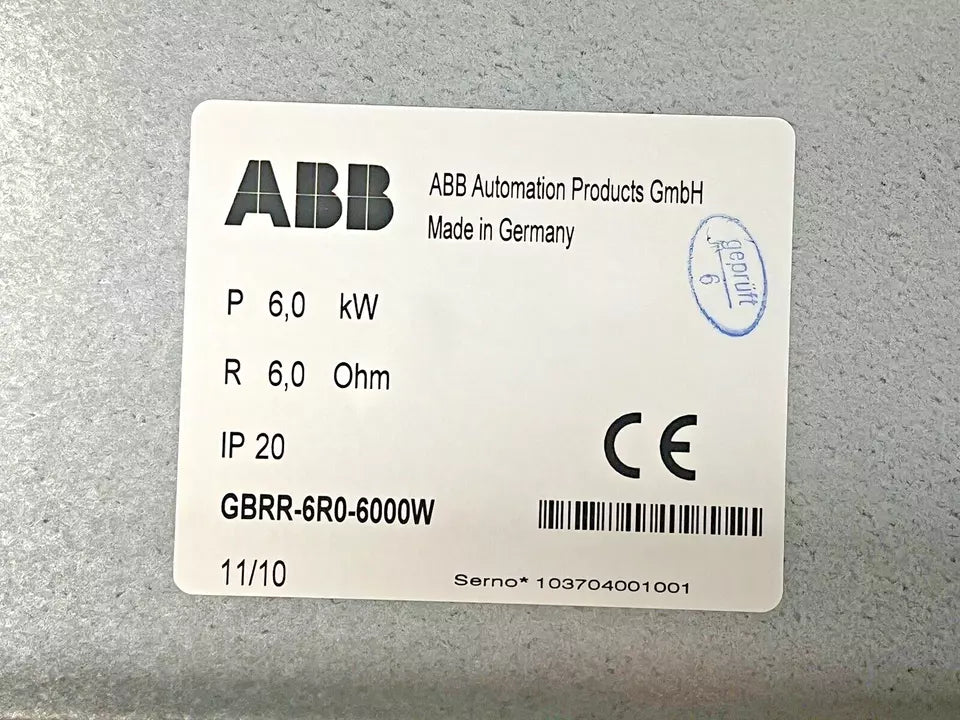 ABB
ABB Automation Products GmbH
Made in Germany
geprüft
6
P 6,0 kW
R 6,0 Ohm
IP 20
CE
GBRR-6R0-6000W
11/10
Serno* 103704001001